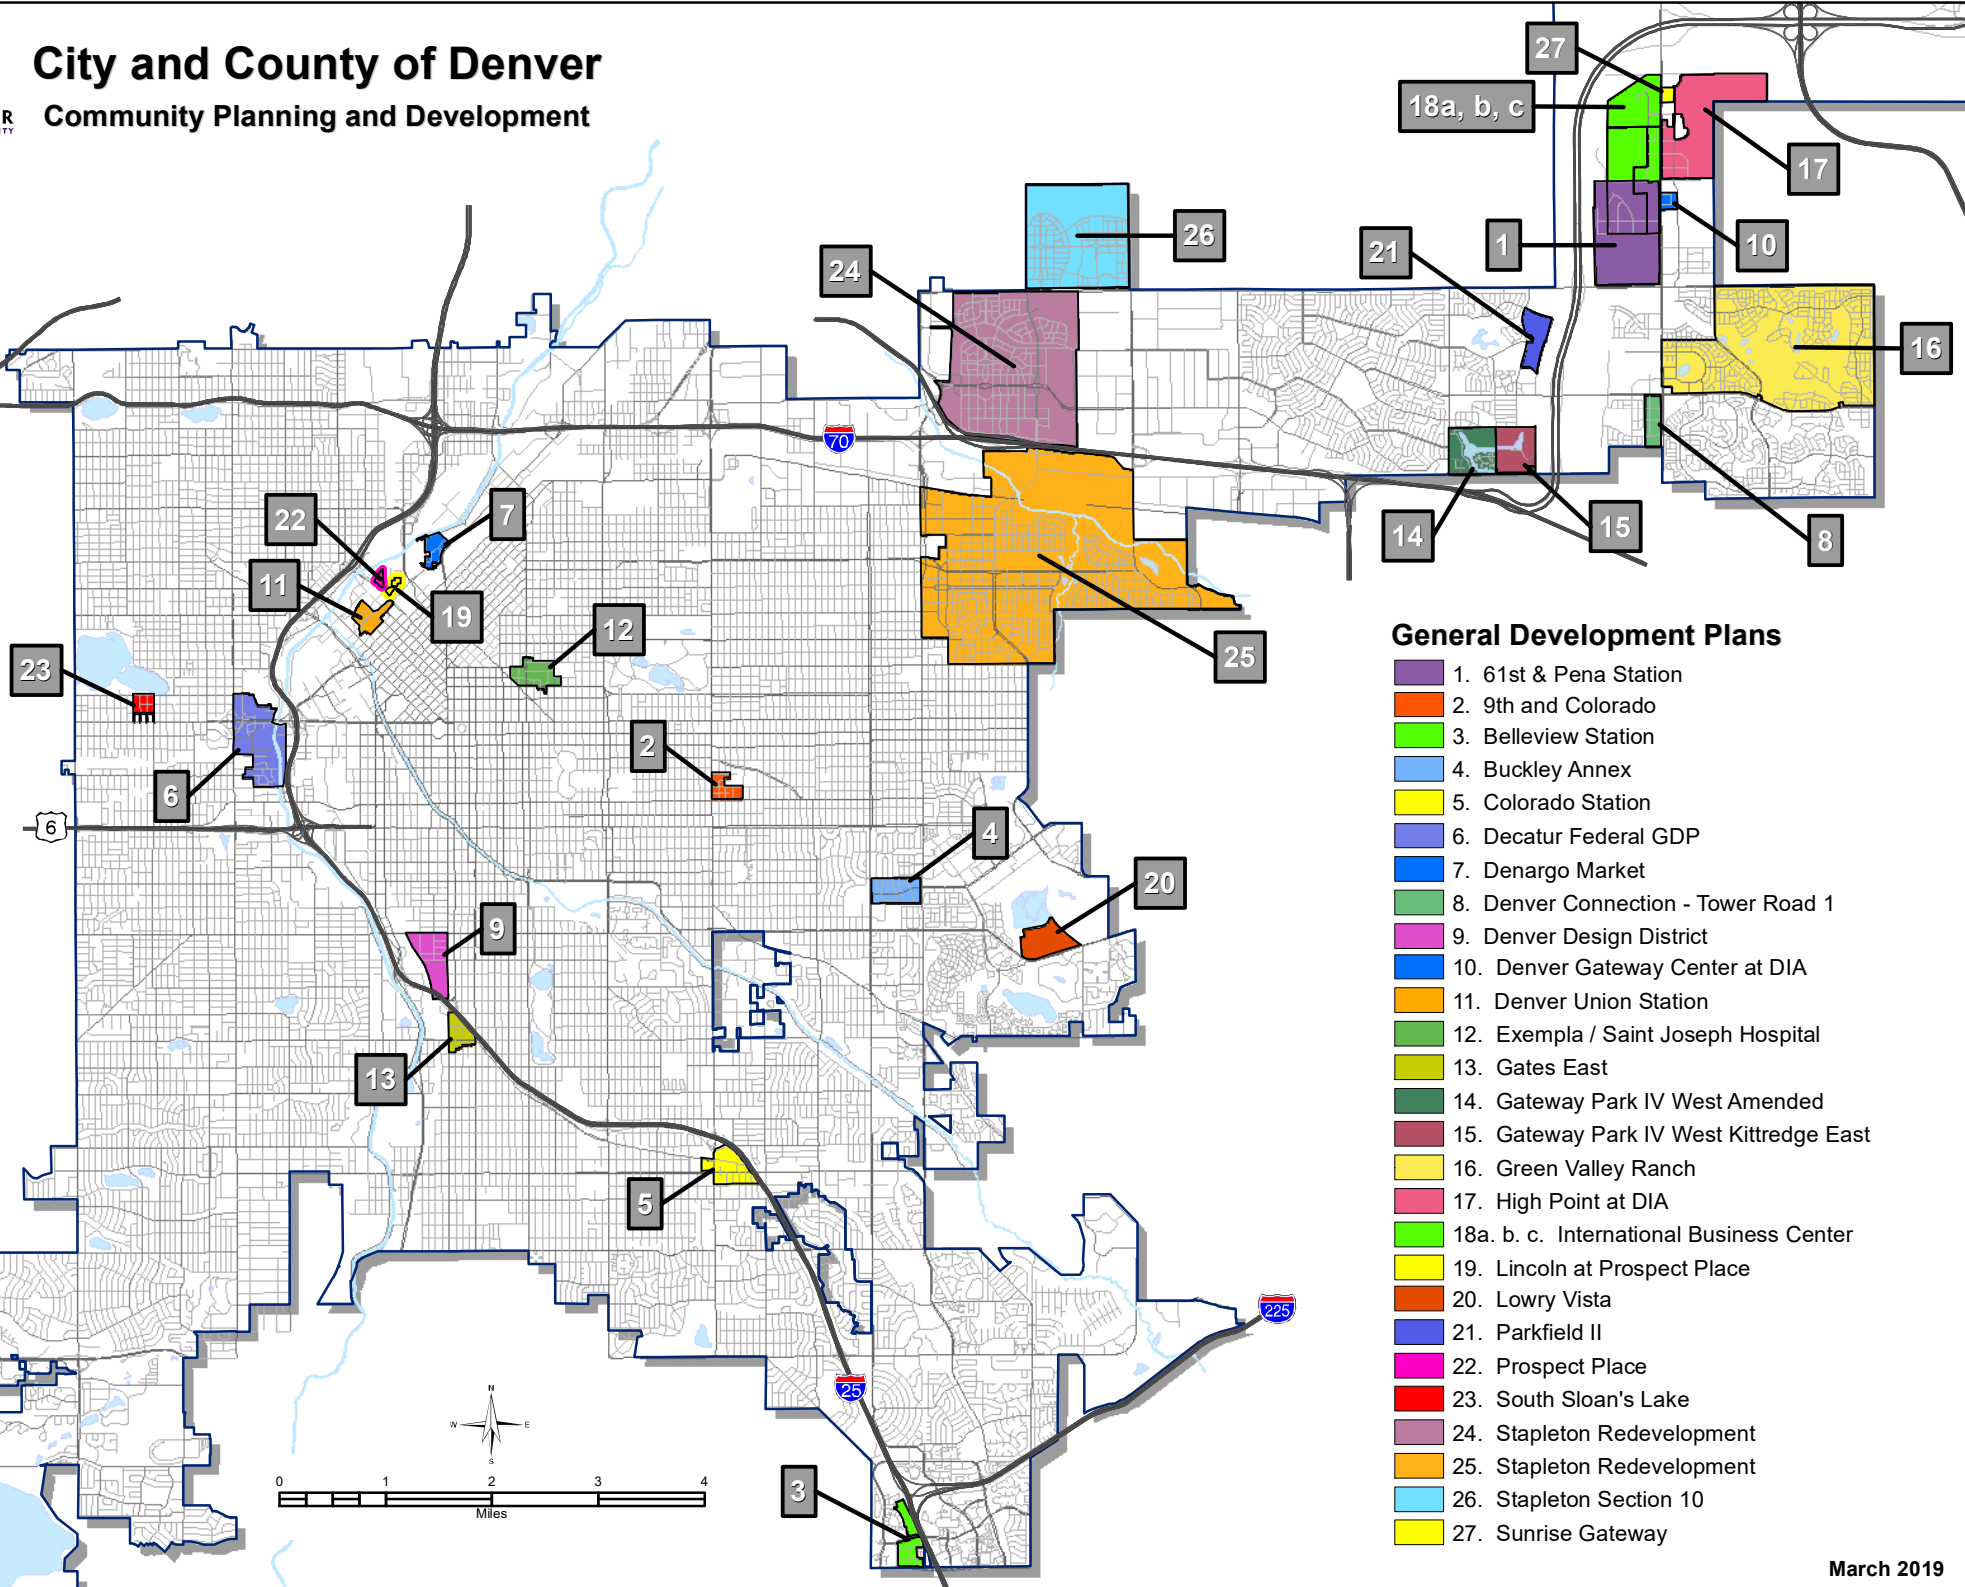 City and County of Denver
R
ITY
Community Planning and Development
27
18a, b, c
17
26
24
21
1
10
16
70
22
7
14
15
8
11
19
12
25
23
2
6
6
4
20
9
13
5
225
25
3
N
W
E
S
0 1 2 3 4
Miles
General Development Plans
1. 61st & Pena Station
2. 9th and Colorado
3. Belleview Station
4. Buckley Annex
5. Colorado Station
6. Decatur Federal GDP
7. Denargo Market
8. Denver Connection - Tower Road 1
9. Denver Design District
10. Denver Gateway Center at DIA
11. Denver Union Station
12. Exempla / Saint Joseph Hospital
13. Gates East
14. Gateway Park IV West Amended
15. Gateway Park IV West Kittredge East
16. Green Valley Ranch
17. High Point at DIA
18a. b. c. International Business Center
19. Lincoln at Prospect Place
20. Lowry Vista
21. Parkfield II
22. Prospect Place
23. South Sloan's Lake
24. Stapleton Redevelopment
25. Stapleton Redevelopment
26. Stapleton Section 10
27. Sunrise Gateway
March 2019